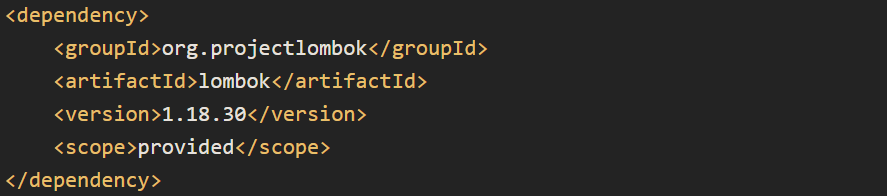 <dependency>
    <groupId>org.projectlombok</groupId>
    <artifactId>lombok</artifactId>
    <version>1.18.30</version>
    <scope>provided</scope>
</dependency>